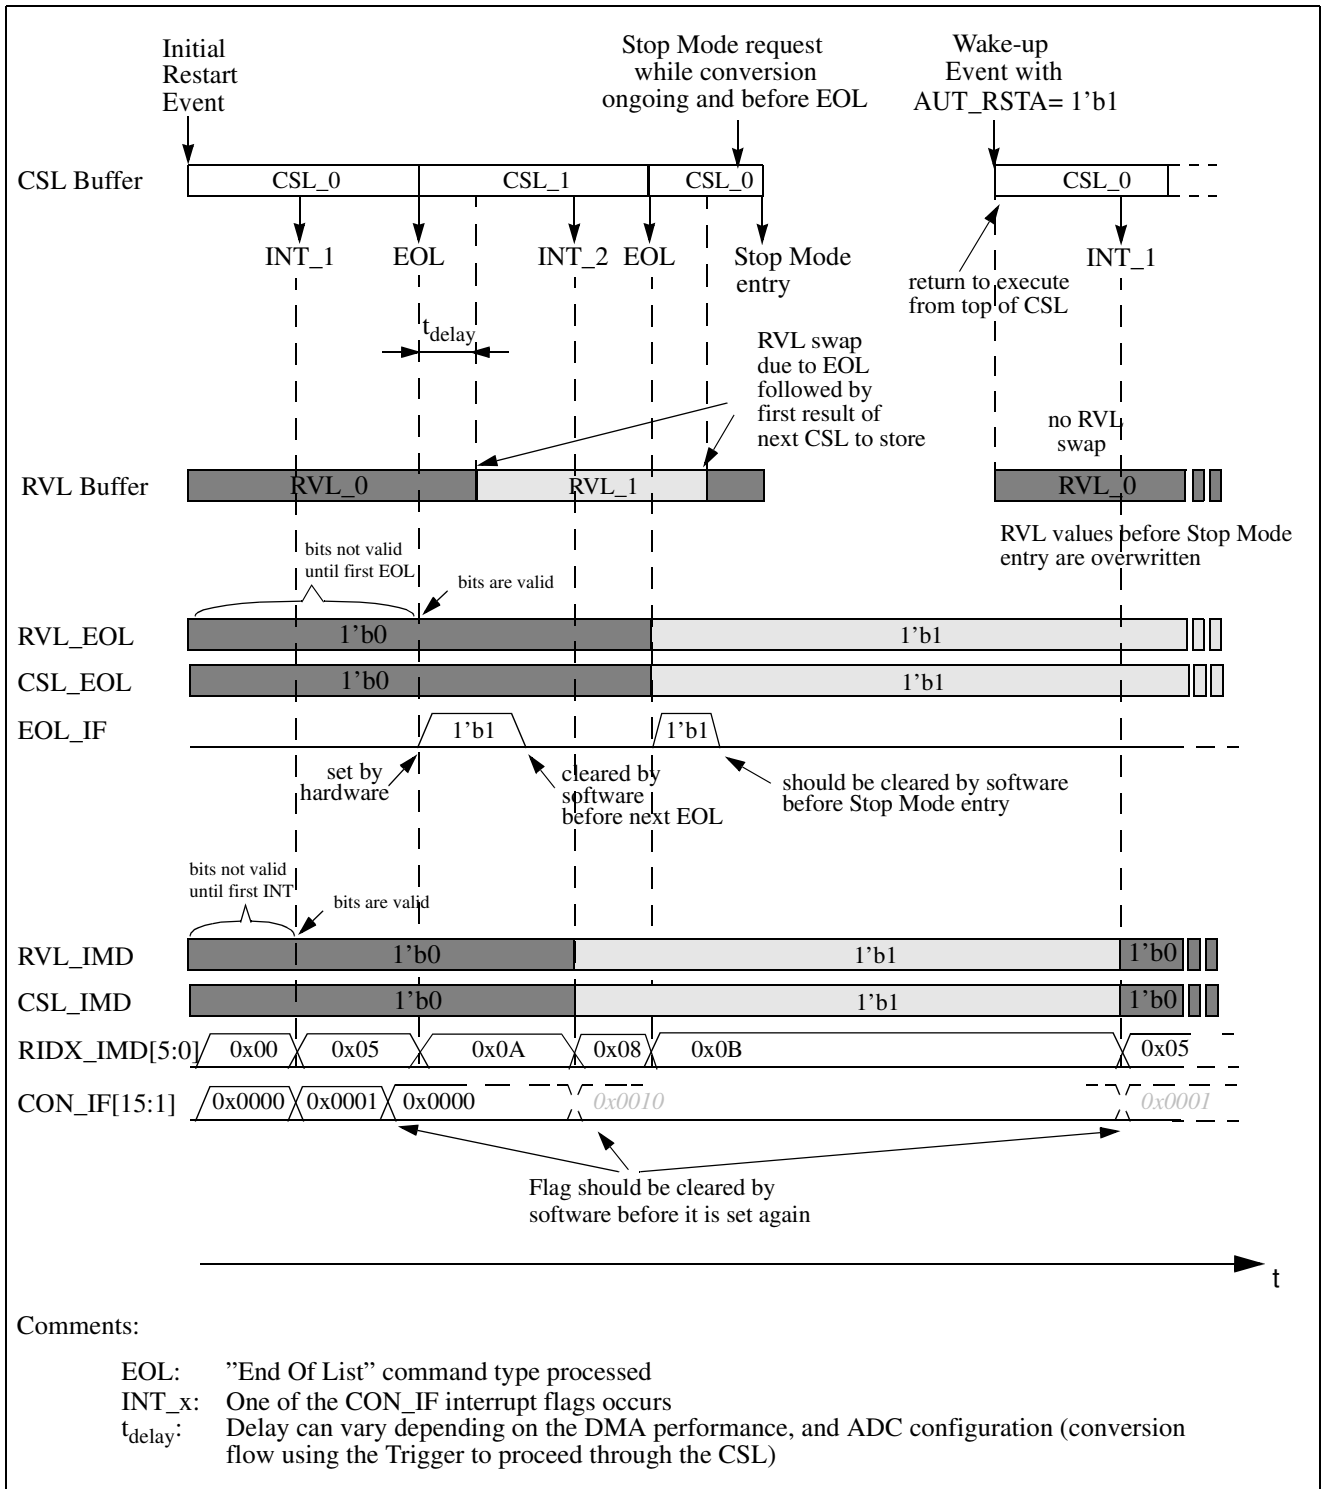 Initial
Restart
Event
Stop Mode request
while conversion
ongoing and before EOL
Wake-up
Event with
AUT_RSTA= 1’b1
CSL Buffer
CSL_0
CSL_1
CSL_0
CSL_0
INT_1
EOL
INT_2
EOL
Stop Mode
entry
return to execute
from top of CSL
INT_1
tdelay
RVL swap
due to EOL
followed by
first result of
next CSL to store
no RVL
swap
RVL Buffer
RVL_0
RVL_1
RVL_0
RVL values before Stop Mode
entry are overwritten
bits not valid
until first EOL
bits are valid
RVL_EOL
1’b0
1’b1
CSL_EOL
1’b0
1’b1
EOL_IF
1’b1
1’b1
set by
hardware
cleared by
software
before next EOL
should be cleared by software
before Stop Mode entry
bits not valid
until first INT
bits are valid
RVL_IMD
1’b0
1’b1
1’b0
CSL_IMD
1’b0
1’b1
1’b0
RIDX_IMD[5:0]
0x00
0x05
0x0A
0x08
0x0B
0x05
CON_IF[15:1]
0x0000
0x0001
0x0000
0x0010
0x0001
Flag should be cleared by
software before it is set again
t
Comments:
EOL: ”End Of List” command type processed
INT_x: One of the CON_IF interrupt flags occurs
tdelay: Delay can vary depending on the DMA performance, and ADC configuration (conversion
flow using the Trigger to proceed through the CSL)